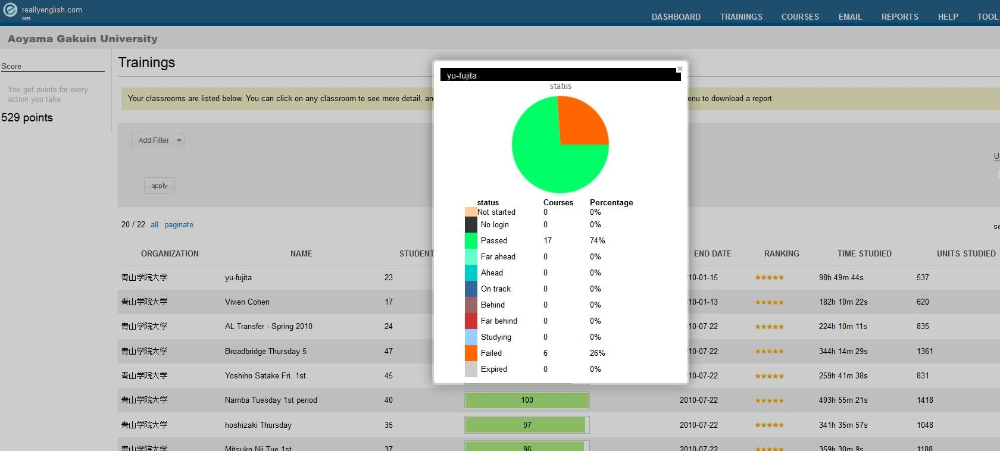 reallyenglish.com
beta
DASHBOARD TRAININGS COURSES EMAIL REPORTS HELP TOOL
Aoyama Gakuin University
Score
You get points for every
action you take.
529 points
Trainings
Your classrooms are listed below. You can click on any classroom to see more detail, an
enu to download a report.
Add Filter
apply
20 / 22 all paginate
se
ORGANIZATION NAME STUDENT END DATE RANKING TIME STUDIED UNITS STUDIED
青山学院大学 yu-fujita 23 10-01-15 98h 49m 44s 537
青山学院大学 Vivien Cohen 17 10-01-13 182h 10m 22s 620
青山学院大学 AL Transfer - Spring 2010 24 10-07-22 224h 10m 11s 835
青山学院大学 Broadbridge Thursday 5 47 10-07-22 344h 14m 29s 1361
青山学院大学 Yoshiho Satake Fri. 1st 45 10-07-22 259h 41m 38s 831
青山学院大学 Namba Tuesday 1st period 40 100 2010-07-22 493h 55m 21s 1418
青山学院大学 hoshizaki Thursday 35 97 2010-07-22 341h 35m 57s 1048
青山学院大学 Mitsuko Nii Tue 1st 37 96 2010-07-22 359h 30m 9s 1188
yu-fujita
status
status Courses Percentage
Not started 0 0%
No login 0 0%
Passed 17 74%
Far ahead 0 0%
Ahead 0 0%
On track 0 0%
Behind 0 0%
Far behind 0 0%
Studying 0 0%
Failed 6 26%
Expired 0 0%